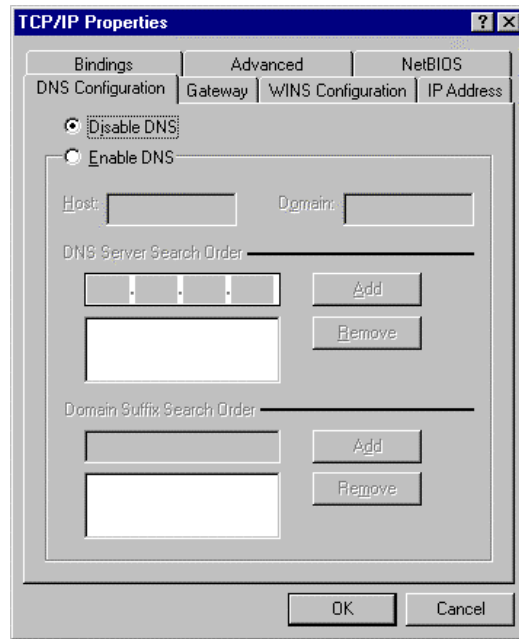 TCP/IP Properties
Bindings Advanced NetBIOS
DNS Configuration Gateway WINS Configuration IP Address
Disable DNS
Enable DNS
Host: Domain:
DNS Server Search Order
. . .
Add
Remove
Domain Suffix Search Order
Add
Remove
OK Cancel